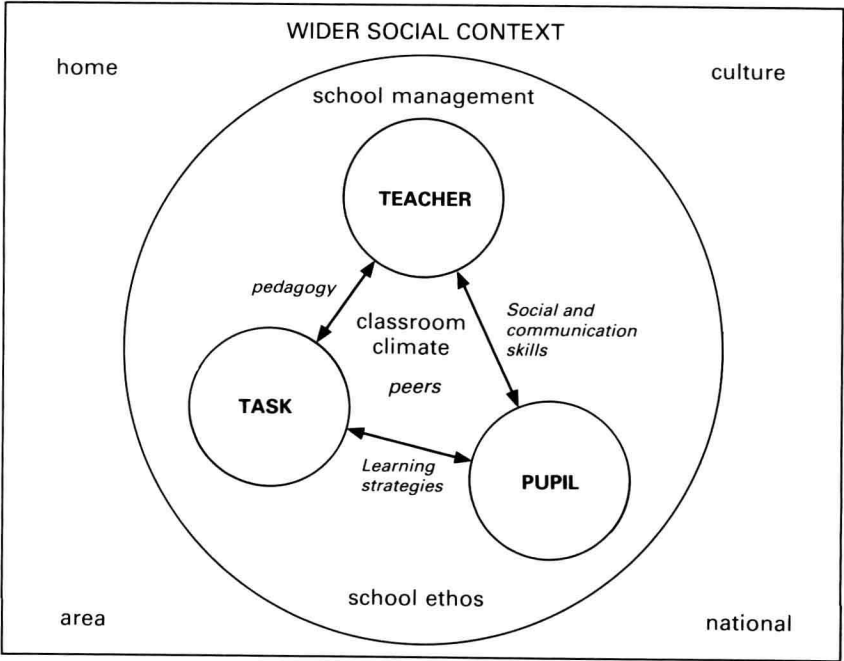 WIDER SOCIAL CONTEXT
home
culture
school management
TEACHER
pedagogy
Social and
communication
skills
classroom
climate
peers
TASK
Learning
strategies
PUPIL
school ethos
area
national